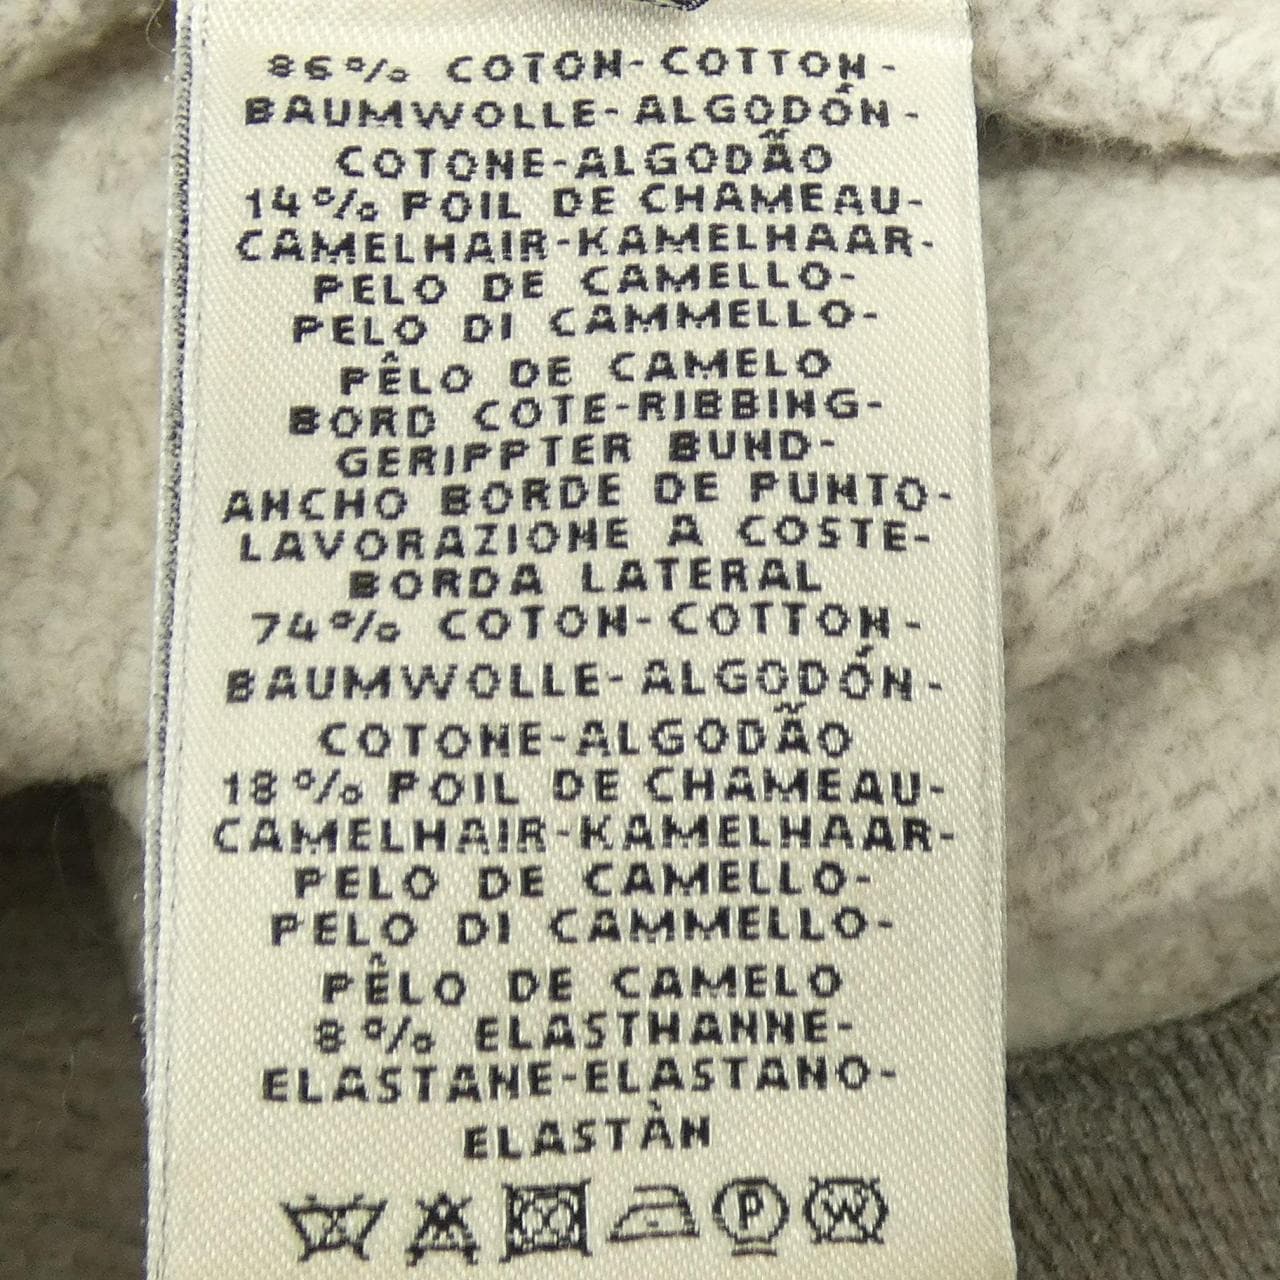 86% COTON-COTTON-
BAUMWOLLE-ALGODÓN-
COTONE-ALGODÃO
14% POIL DE CHAMEAU-
CAMELHAIR-KAMELHAAR-
PELO DE CAMELLO-
PELO DI CAMMELLO-
PÊLO DE CAMELO
BORD COTE-RIBBING-
GERIPPTER BUND-
ANCHO BORDE DE PUNTO-
LAVORAZIONE A COSTE-
BORDA LATERAL
74% COTON-COTTON-
BAUMWOLLE-ALGODÓN-
COTONE-ALGODÃO
18% POIL DE CHAMEAU-
CAMELHAIR-KAMELHAAR-
PELO DE CAMELLO-
PELO DI CAMMELLO-
PÊLO DE CAMELO
8% ELASTHANNE-
ELASTANE-ELASTANO-
ELASTÀN
P W